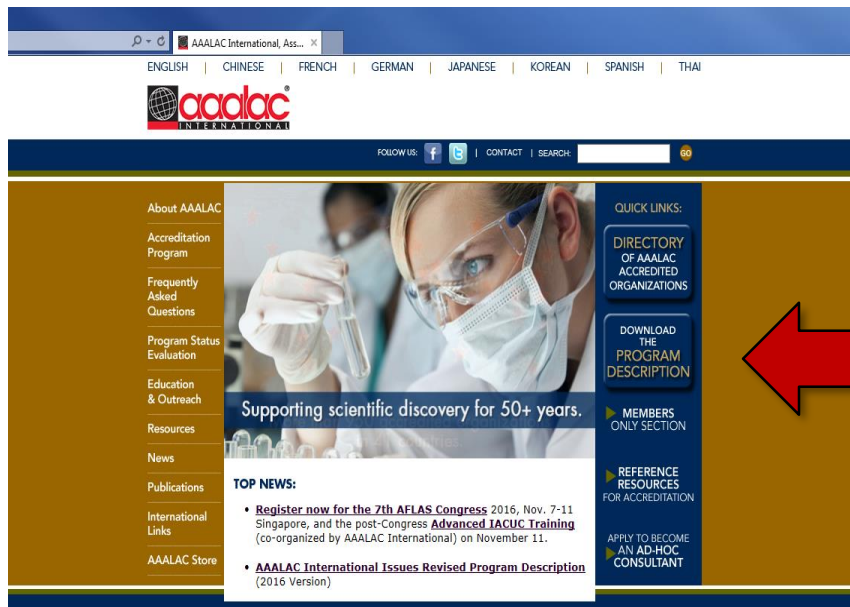 AAALAC International, Ass...
ENGLISH | CHINESE | FRENCH | GERMAN | JAPANESE | KOREAN | SPANISH | THAI
aaalac®
INTERNATIONAL
FOLLOW US: | CONTACT | SEARCH: GO
About AAALAC
Accreditation
Program
Frequently
Asked
Questions
Program Status
Evaluation
Education
& Outreach
Resources
News
Publications
International
Links
AAALAC Store
Supporting scientific discovery for 50+ years.
TOP NEWS:
• Register now for the 7th AFLAS Congress 2016, Nov. 7-11
Singapore, and the post-Congress Advanced IACUC Training
(co-organized by AAALAC International) on November 11.
• AAALAC International Issues Revised Program Description
(2016 Version)
QUICK LINKS:
DIRECTORY
OF AAALAC
ACCREDITED
ORGANIZATIONS
DOWNLOAD
THE
PROGRAM
DESCRIPTION
MEMBERS
ONLY SECTION
REFERENCE
RESOURCES
FOR ACCREDITATION
APPLY TO BECOME
AN AD-HOC
CONSULTANT